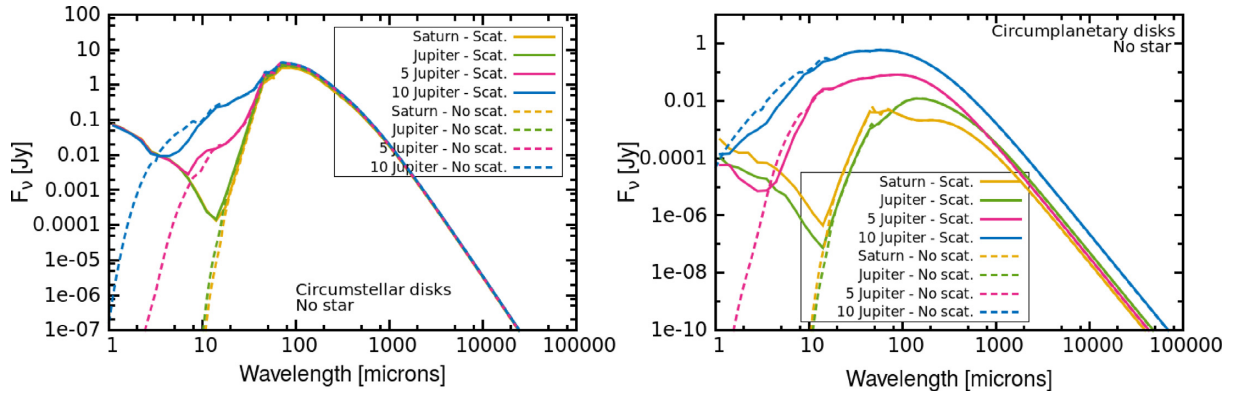 100
10
1
0.1
0.01
0.001
0.0001
1e-05
1e-06
1e-07
Fν [Jy]
Saturn - Scat.
Jupiter - Scat.
5 Jupiter - Scat.
10 Jupiter - Scat.
Saturn - No scat.
Jupiter - No scat.
5 Jupiter - No scat.
10 Jupiter - No scat.
Circumstellar disks
No star
1 10 100 1000 10000 100000
Wavelength [microns]
1
0.01
0.0001
1e-06
1e-08
1e-10
Fν [Jy]
Circumplanetary disks
No star
Saturn - Scat.
Jupiter - Scat.
5 Jupiter - Scat.
10 Jupiter - Scat.
Saturn - No scat.
Jupiter - No scat.
5 Jupiter - No scat.
10 Jupiter - No scat.
1 10 100 1000 10000 100000
Wavelength [microns]